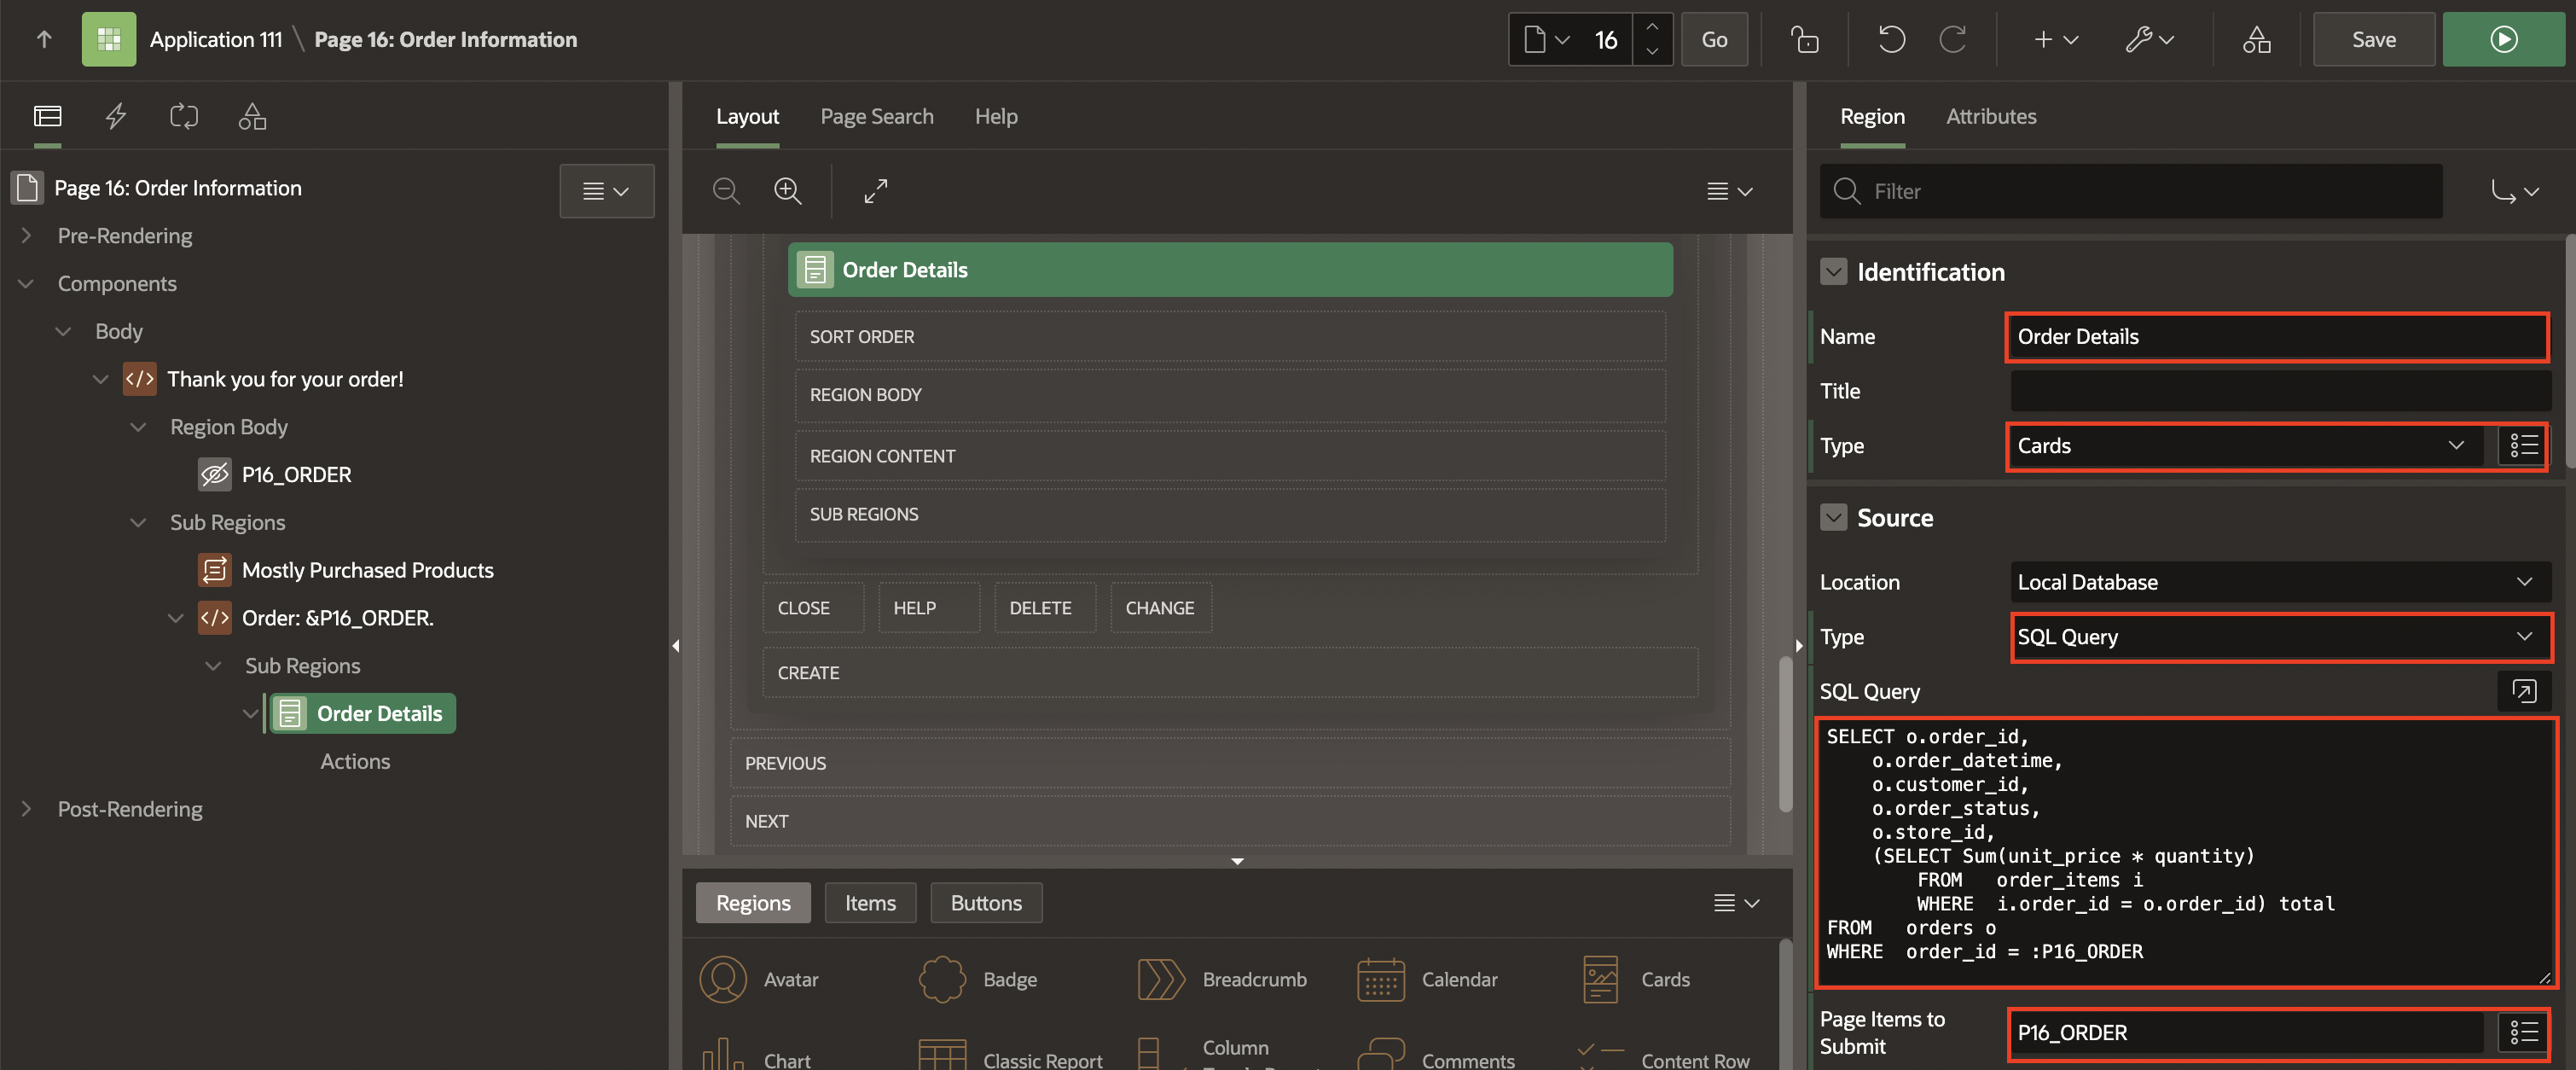 Application 111 \ Page 16: Order Information
16
Go
Save
Page 16: Order Information
Pre-Rendering
Components
Body
Thank you for your order!
Region Body
P16_ORDER
Sub Regions
Mostly Purchased Products
Order: &P16_ORDER.
Sub Regions
Order Details
Actions
Post-Rendering
Layout
Page Search
Help
Order Details
SORT ORDER
REGION BODY
REGION CONTENT
SUB REGIONS
CLOSE
HELP
DELETE
CHANGE
CREATE
PREVIOUS
NEXT
Regions
Items
Buttons
Avatar
Badge
Breadcrumb
Calendar
Cards
Chart
Classic Report
Column
Comments
Content Row
Region
Attributes
Filter
Identification
Name
Order Details
Title
Type
Cards
Source
Location
Local Database
Type
SQL Query
SQL Query
SELECT o.order_id,
o.order_datetime,
o.customer_id,
o.order_status,
o.store_id,
(SELECT Sum(unit_price * quantity)
FROM order_items i
WHERE i.order_id = o.order_id) total
FROM orders o
WHERE order_id = :P16_ORDER
Page Items to
Submit
P16_ORDER